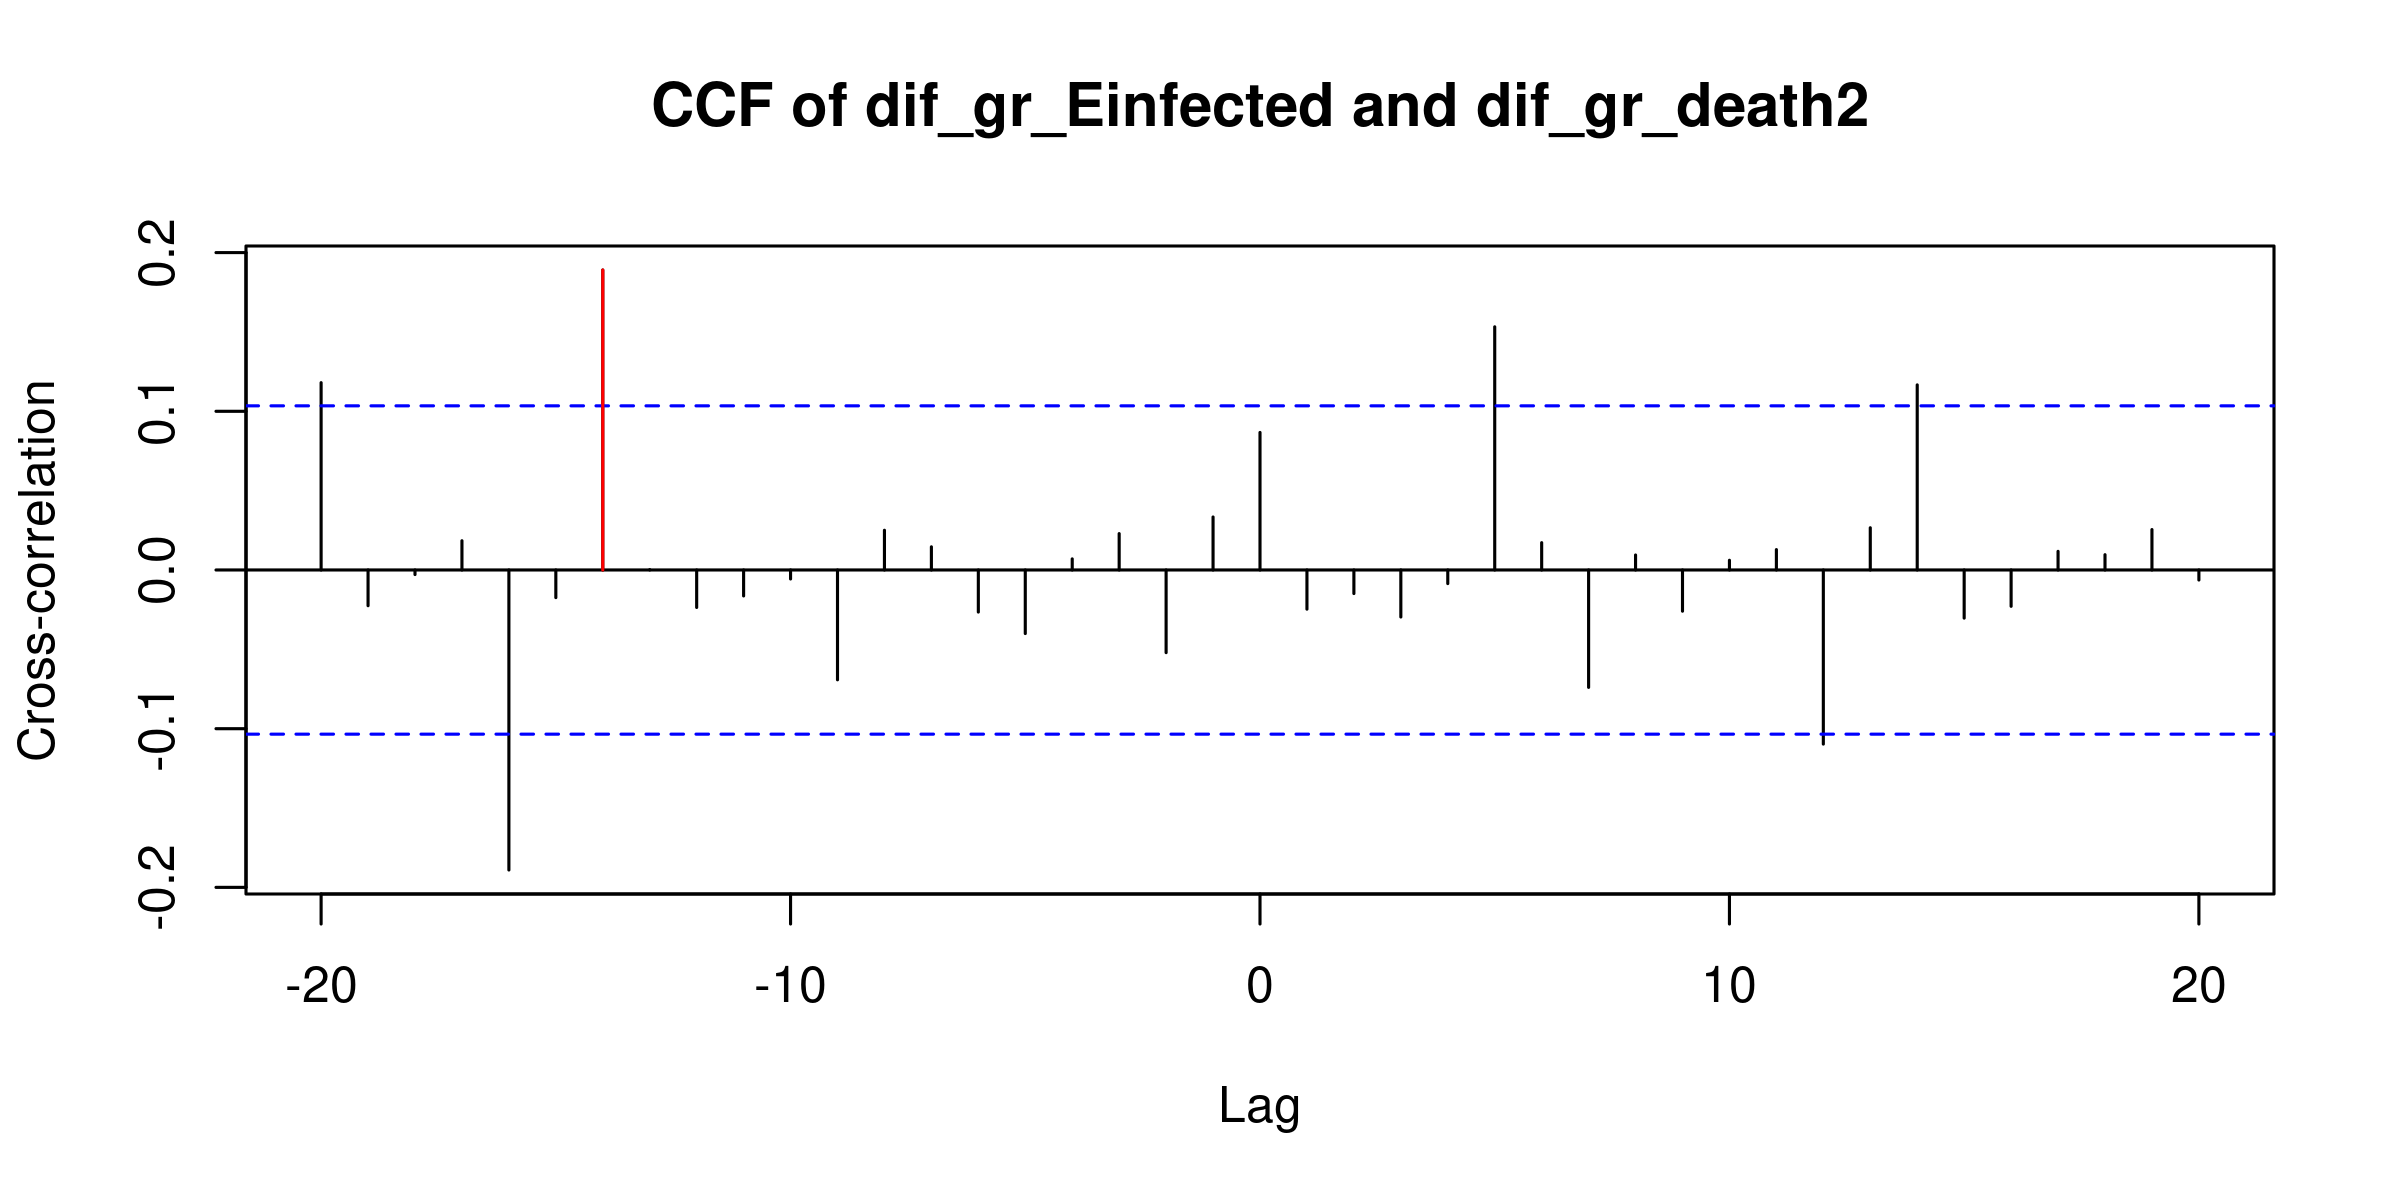 CCF of dif_gr_Einfected and dif_gr_death2
Cross-correlation
0.2
0.1
0.0
-0.1
-0.2
-20 -10 0 10 20
Lag